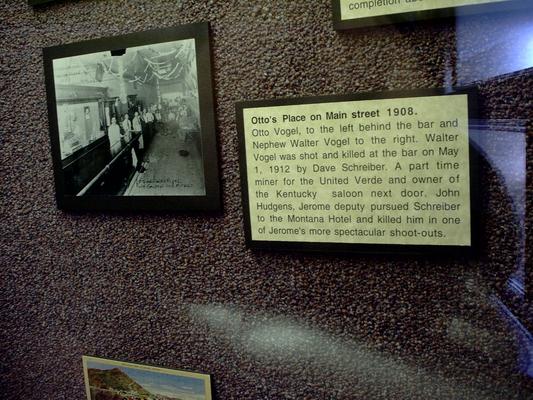 completion
Otto's Place on Main street 1908.
Otto Vogel, to the left behind the bar and
Nephew Walter Vogel to the right. Walter
Vogel was shot and killed at the bar on May
1, 1912 by Dave Schreiber. A part time
miner for the United Verde and owner of
the Kentucky saloon next door. John
Hudgens, Jerome deputy pursued Schreiber
to the Montana Hotel and killed him in one
of Jerome's more spectacular shoot-outs.